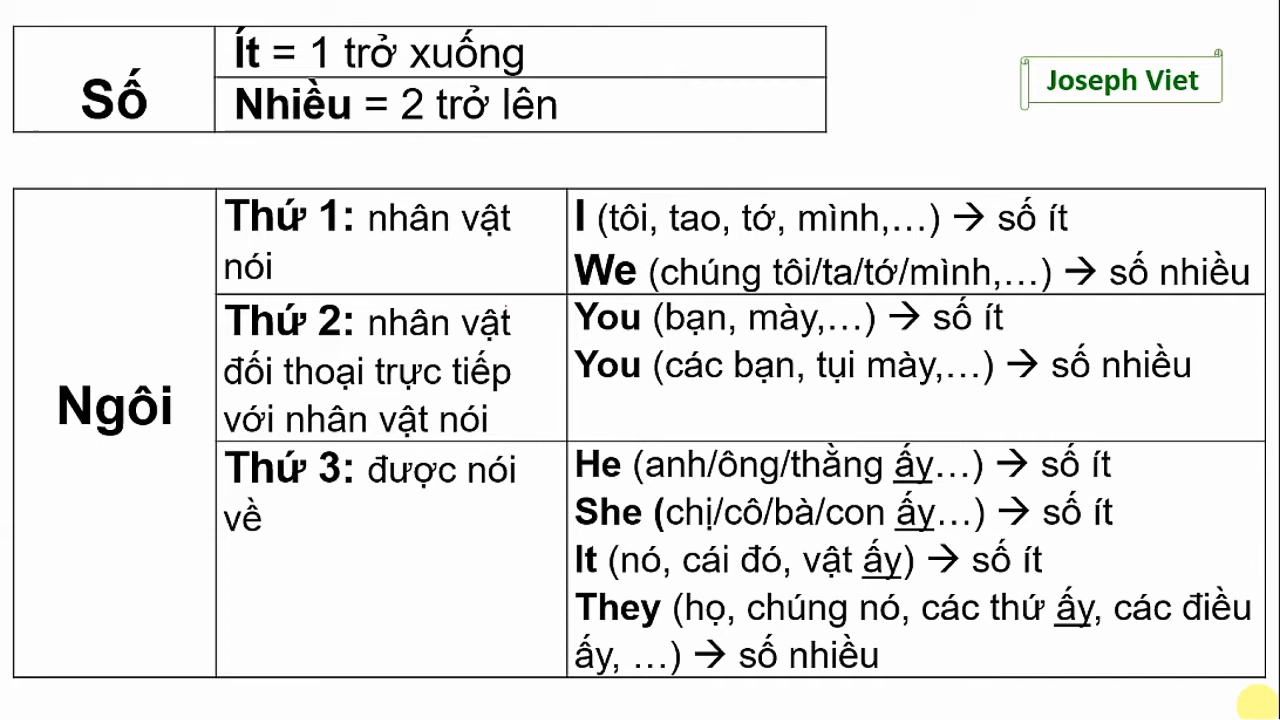 Số
Ít = 1 trở xuống
Nhiều = 2 trở lên
Joseph Viet
Ngôi
Thứ 1: nhân vật
nói
I (tôi, tao, tớ, mình,...) → số ít
We (chúng tôi/ta/tớ/mình,...) → số nhiều
Thứ 2: nhân vật
đối thoại trực tiếp
với nhân vật nói
You (bạn, mày,...) → số ít
You (các bạn, tụi mày,...) → số nhiều
Thứ 3: được nói
về
He (anh/ông/thằng ấy...) → số ít
She (chị/cô/bà/con ấy...) → số ít
It (nó, cái đó, vật ấy) → số ít
They (họ, chúng nó, các thứ ấy, các điều
ấy, ...) → số nhiều